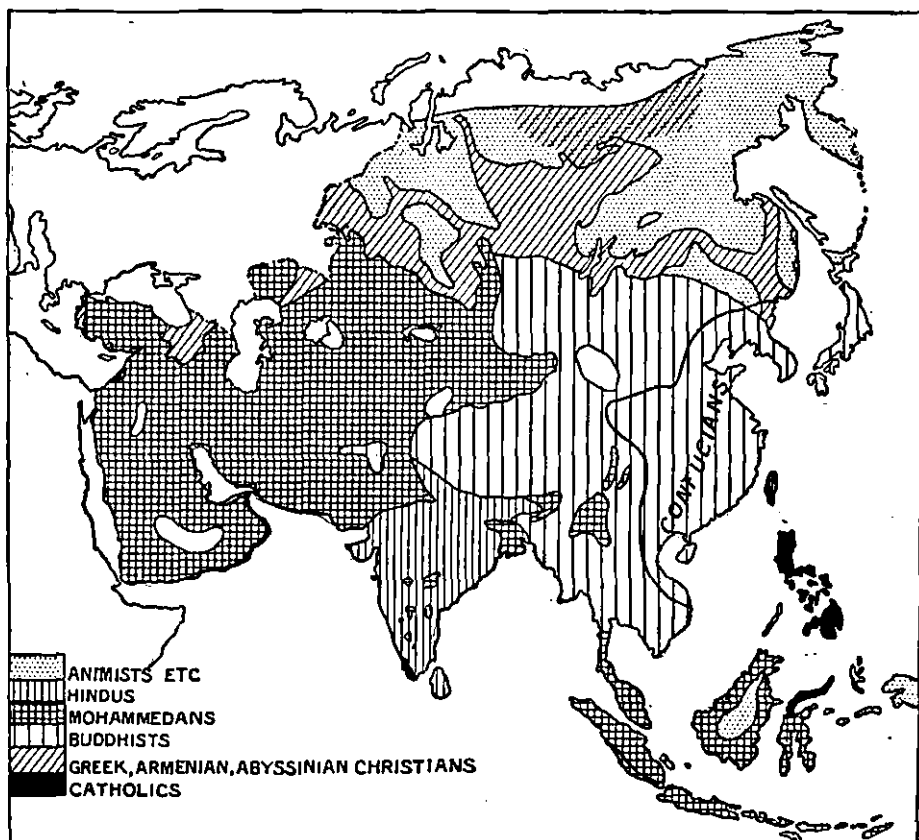 CONFUCIANS
ANIMISTS ETC
HINDUS
MOHAMMEDANS
BUDDHISTS
GREEK, ARMENIAN, ABYSSINIAN CHRISTIANS
CATHOLICS